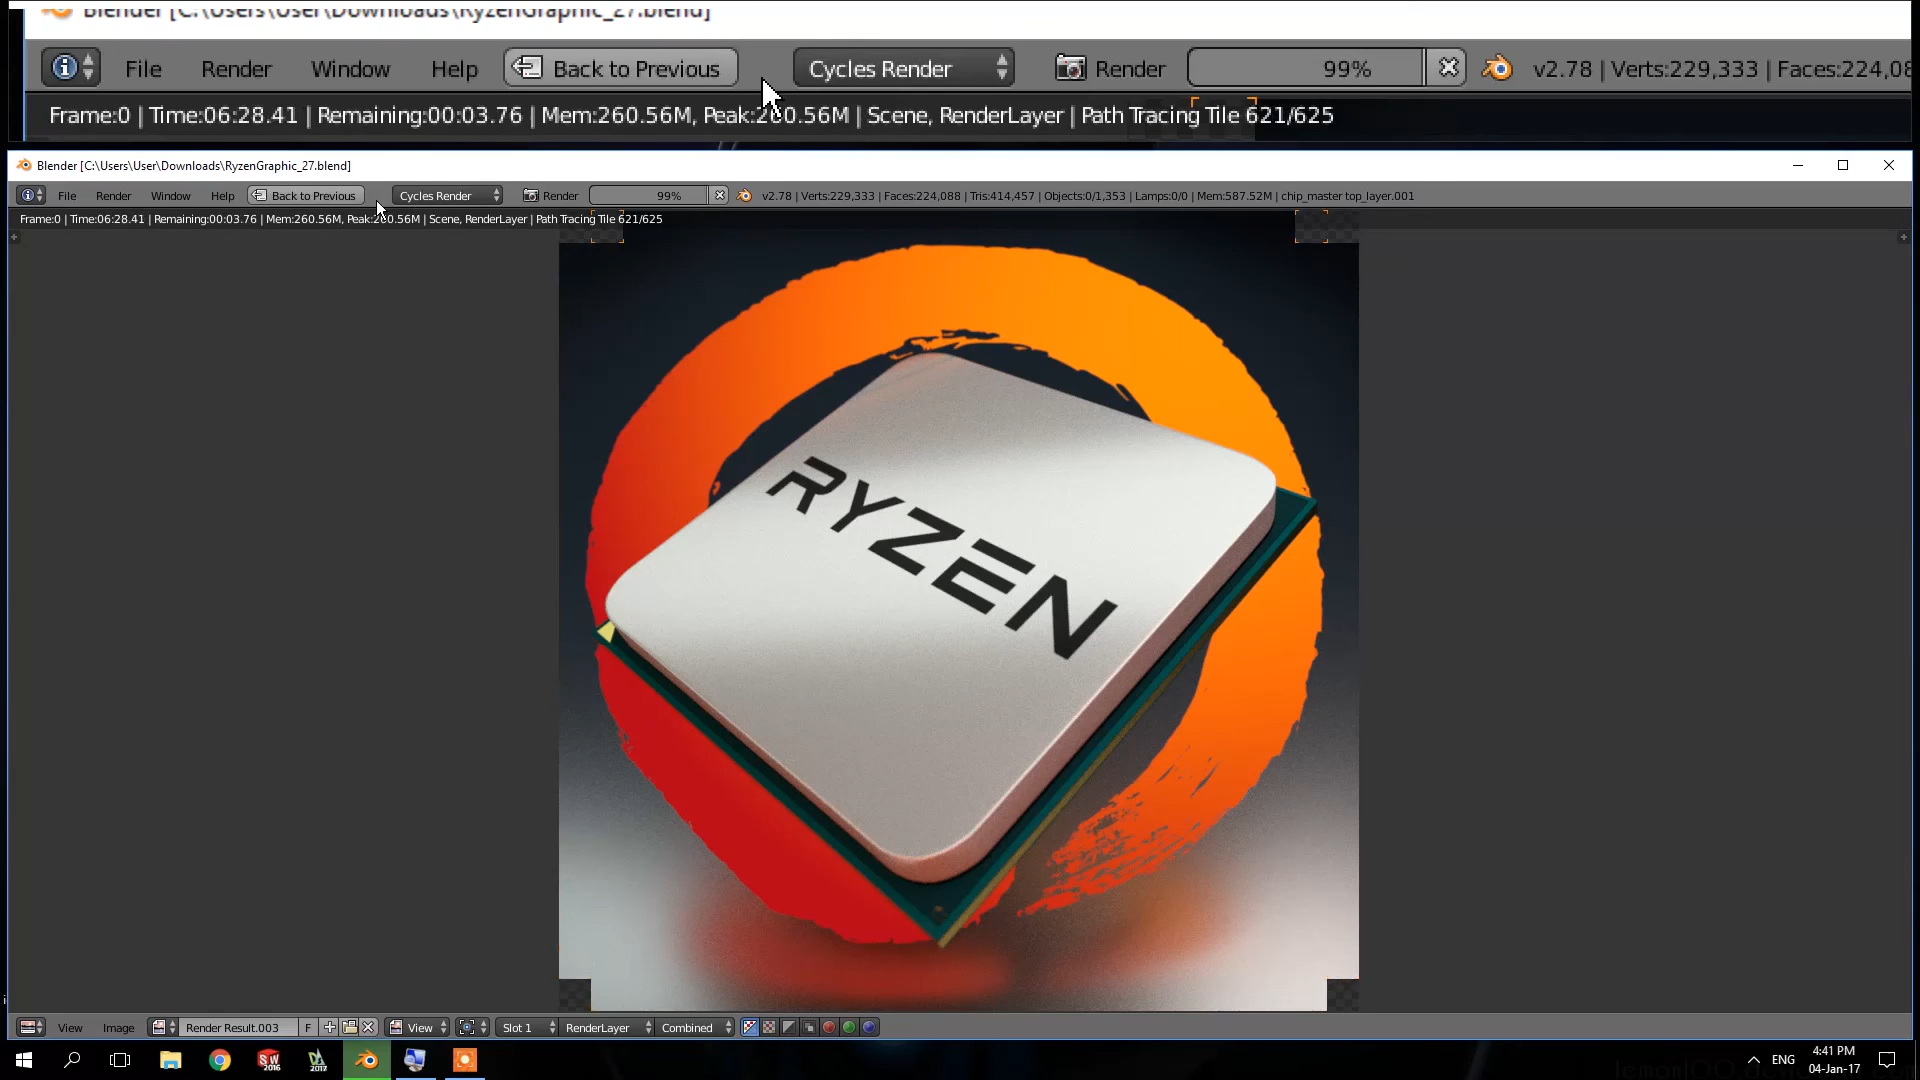 Blender [C:\Users\User\Downloads\RyzenGraphic_27.blend]
File Render Window Help Back to Previous Cycles Render Render 99% v2.78 | Verts:229,333 | Faces:224,08
Frame:0 | Time:06:28.41 | Remaining:00:03.76 | Mem:260.56M, Peak:260.56M | Scene, RenderLayer | Path Tracing Tile 621/625
Blender [C:\Users\User\Downloads\RyzenGraphic_27.blend]
File Render Window Help Back to Previous Cycles Render Render 99% v2.78 | Verts:229,333 | Faces:224,088 | Tris:414,457 | Objects:0/1,353 | Lamps:0/0 | Mem:587.52M | chip_master top_layer.001
Frame:0 | Time:06:28.41 | Remaining:00:03.76 | Mem:260.56M, Peak:260.56M | Scene, RenderLayer | Path Tracing Tile 621/625
RYZEN
View Image Render Result.003 F View Slot 1 RenderLayer Combined
SW 2016 2017 ENG 4:41 PM
04-Jan-17